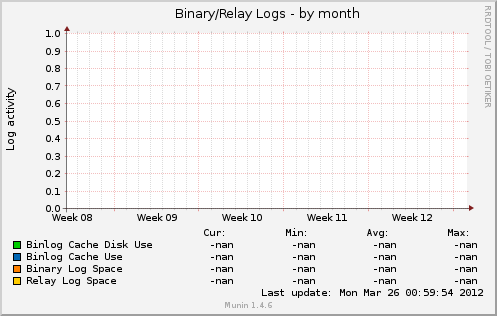 Binary/Relay Logs - by month
RRDTOOL / TOBI OETIKER
Log activity
1.0
0.9
0.8
0.7
0.6
0.5
0.4
0.3
0.2
0.1
0.0
Week 08 Week 09 Week 10 Week 11 Week 12
Cur: Min: Avg: Max:
Binlog Cache Disk Use -nan -nan -nan -nan
Binlog Cache Use -nan -nan -nan -nan
Binary Log Space -nan -nan -nan -nan
Relay Log Space -nan -nan -nan -nan
Last update: Mon Mar 26 00:59:54 2012
Munin 1.4.6